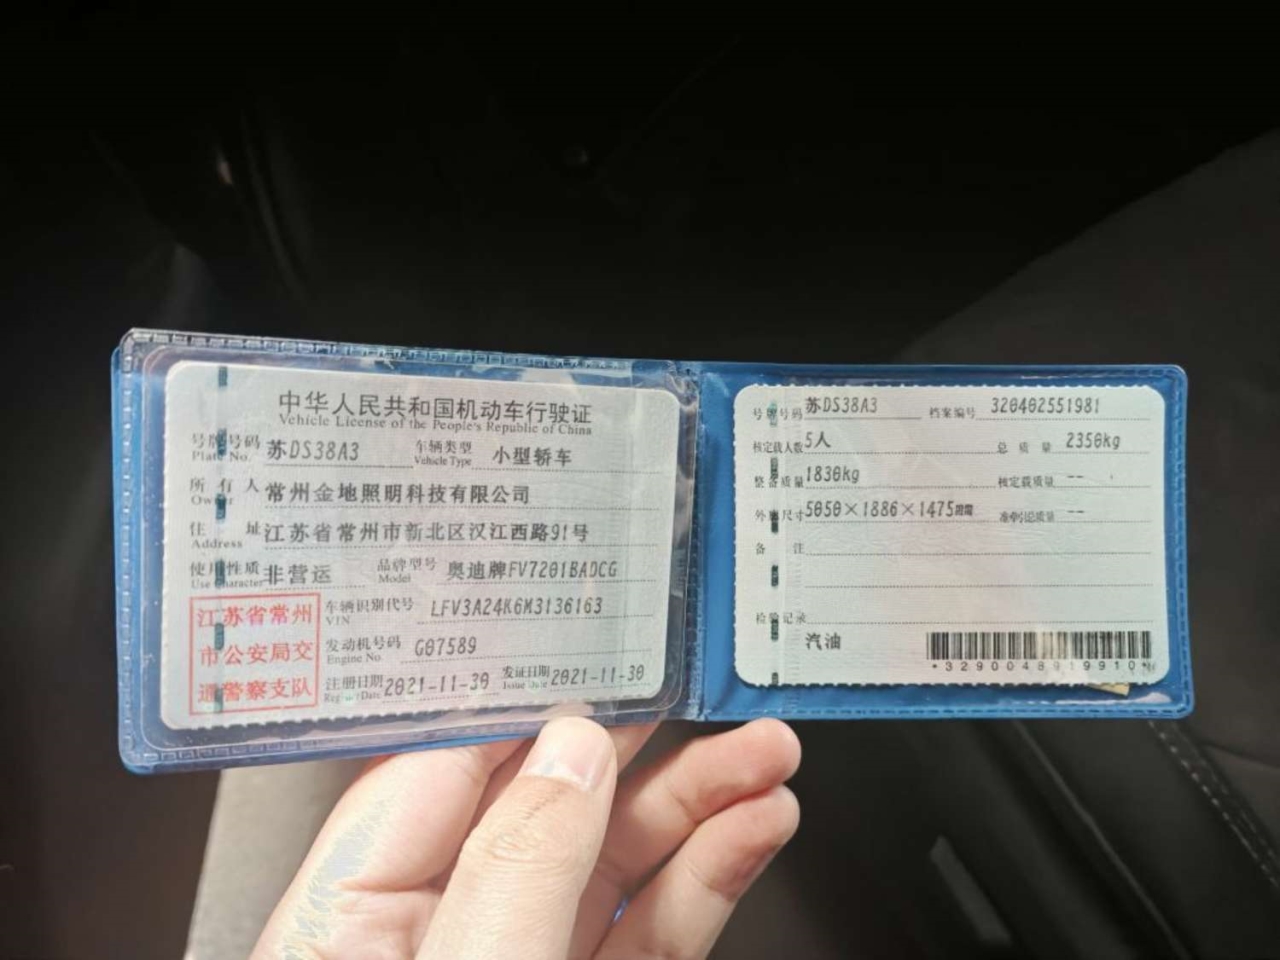 中华人民共和国机动车行驶证
Vehicle License of the People's Republic of China
号牌号码 苏DS38A3 车辆类型 小型轿车
Plate No. Vehicle Type
所有人 常州金地照明科技有限公司
Owner
住址 江苏省常州市新北区汉江西路91号
Address
使用性质 非营运 品牌型号 奥迪牌FV7201BADCG
Use Character Model
江苏省常州
市公安局交
通警察支队
车辆识别代号 LFV3A24K6M3136163
VIN
发动机号码 G07589
Engine No.
注册日期 2021-11-30 发证日期 2021-11-30
Register Date Issue Date
号牌号码 苏DS38A3 档案编号 320402551981
核定载人数 5人 总质量 2350kg
整备质量 1830kg 核定载质量 --
外廓尺寸 5050×1886×1475mm 准牵引总质量 --
备注
检验记录
汽油
*3290048919910*